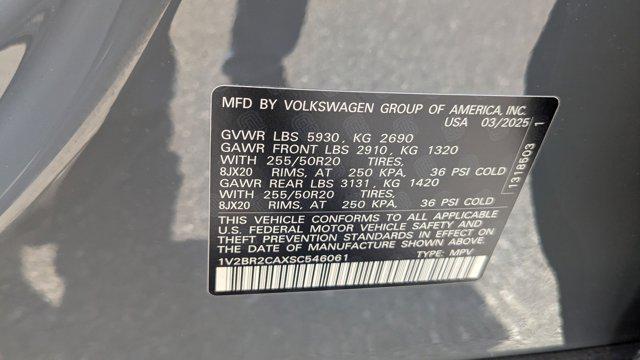 MFD BY VOLKSWAGEN GROUP OF AMERICA, INC.
USA 03/2025
GVWR LBS 5930, KG 2690
GAWR FRONT LBS 2910, KG 1320
WITH 255/50R20 TIRES,
8JX20 RIMS, AT 250 KPA, 36 PSI COLD
GAWR REAR LBS 3131, KG 1420
WITH 255/50R20 TIRES,
8JX20 RIMS, AT 250 KPA, 36 PSI COLD
THIS VEHICLE CONFORMS TO ALL APPLICABLE
U.S. FEDERAL MOTOR VEHICLE SAFETY AND
THEFT PREVENTION STANDARDS IN EFFECT ON
THE DATE OF MANUFACTURE SHOWN ABOVE.
1V2BR2CAXSC546061 TYPE: MPV
1318503 1